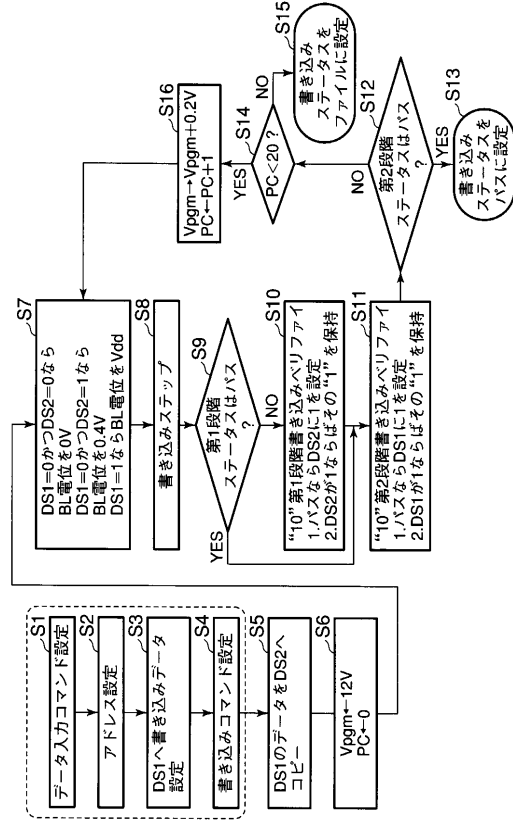 S1
データ入力コマンド設定
S2
アドレス設定
S3
DS1へ書き込みデータ
設定
S4
書き込みコマンド設定
S5
DS1のデータをDS2へ
コピー
S6
Vpgm←12V
PC←0
S7
DS1=0かつDS2=0なら
BL電位を0V
DS1=0かつDS2=1なら
BL電位を0.4V
DS1=1ならBL電位をVdd
S8
書き込みステップ
S9
第1段階
ステータスはパス
?
YES
NO
S10
“10”第1段階書き込みベリファイ
1.パスならDS2に1を設定
2.DS2が1ならばその“1”を保持
S11
“10”第2段階書き込みベリファイ
1.パスならDS1に1を設定
2.DS1が1ならばその“1”を保持
S12
第2段階
ステータスはパス
?
NO
YES
S13
書き込み
ステータスを
パスに設定
S14
PC<20?
YES
NO
S15
書き込み
ステータスを
ファイルに設定
S16
Vpgm→Vpgm+0.2V
PC←PC+1